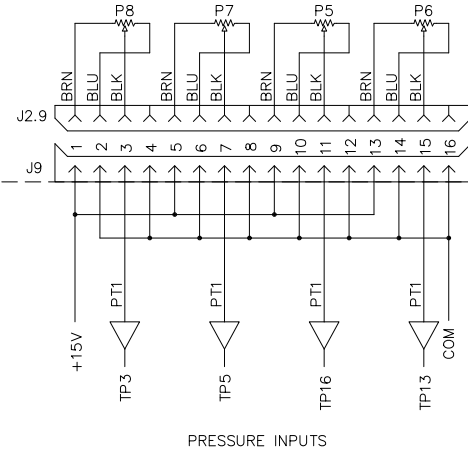 P8 P7 P5 P6
BRN BLU BLK BRN BLU BLK BRN BLU BLK BRN BLU BLK
J2.9
1 2 3 4 5 6 7 8 9 10 11 12 13 14 15 16
J9
PT1 PT1 PT1 PT1
+15V COM
TP3 TP5 TP16 TP13
PRESSURE INPUTS